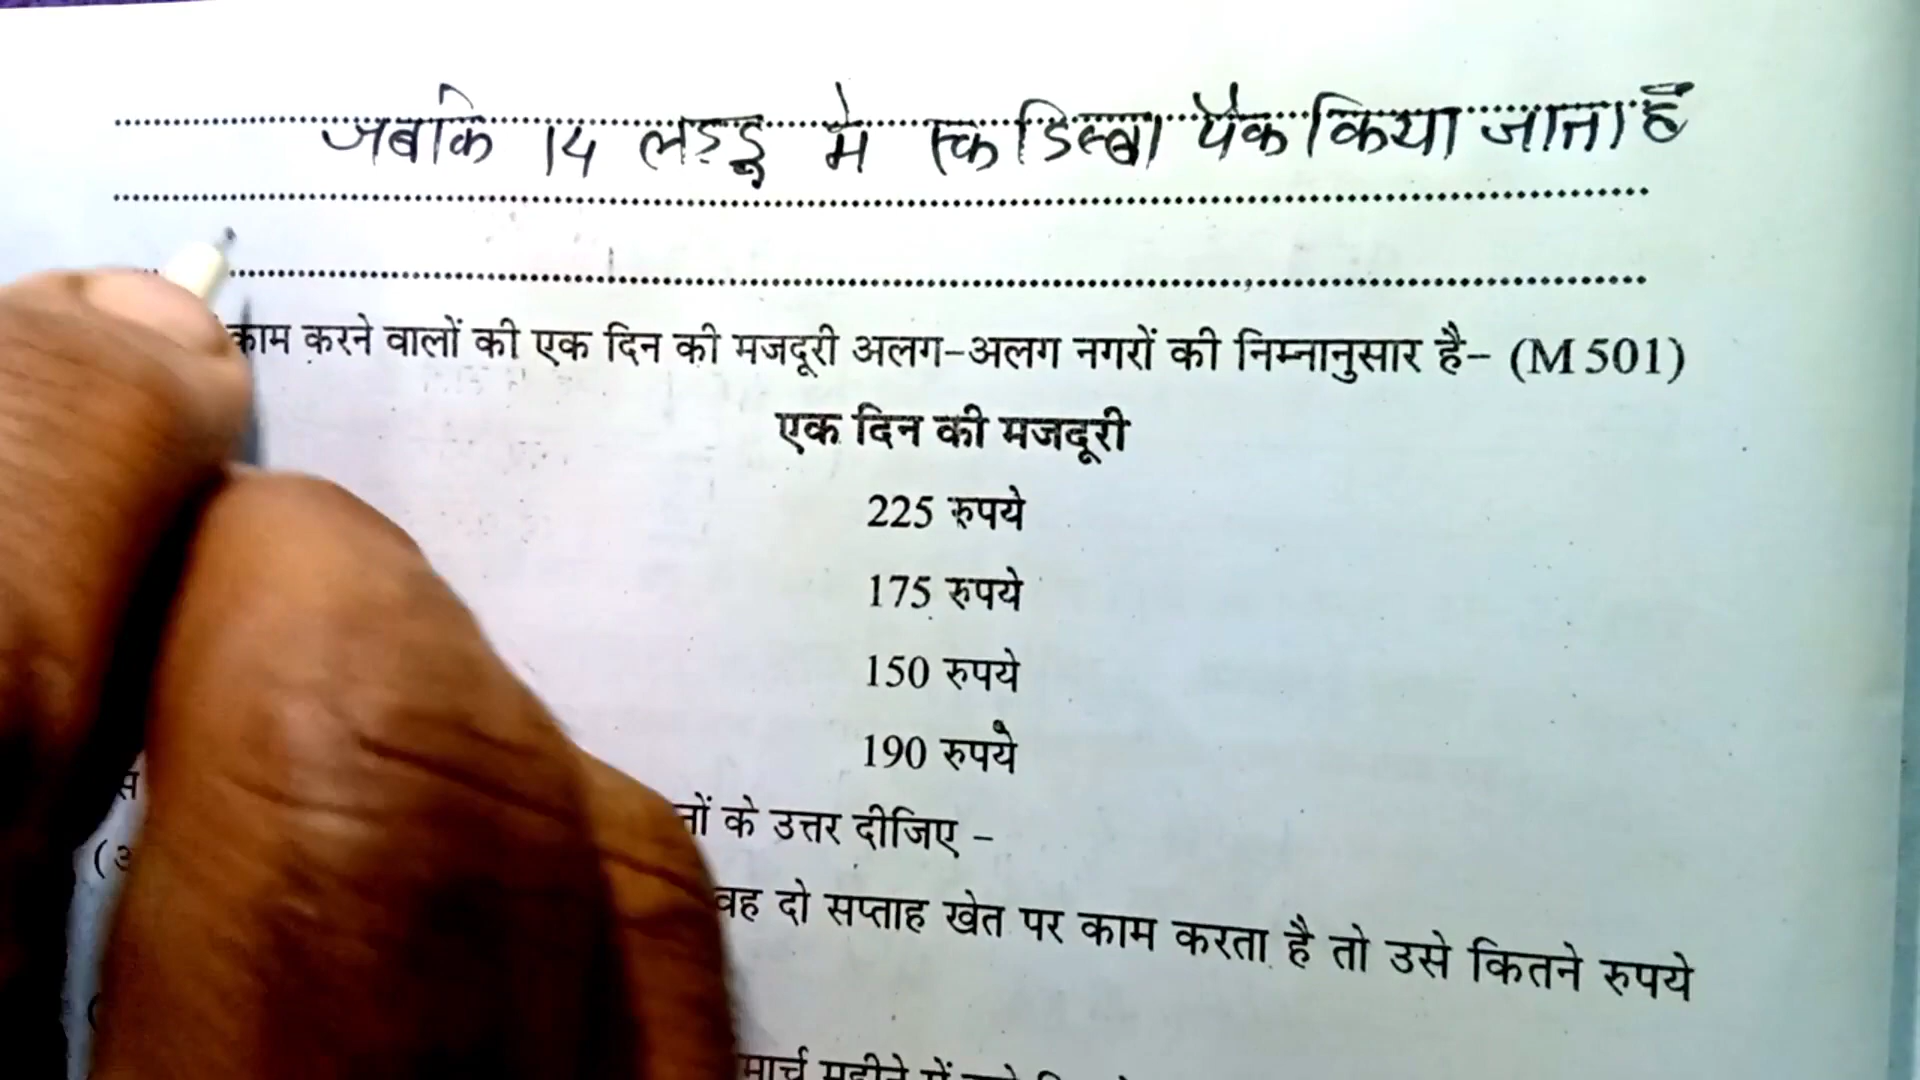 जबकि 14 लड्डू मे एक डिब्बा पैक किया जाता है
काम करने वालों की एक दिन की मजदूरी अलग-अलग नगरों की निम्नानुसार है- (M 501)
एक दिन की मजदूरी
225 रुपये
175 रुपये
150 रुपये
190 रुपये
के उत्तर दीजिए -
वह दो सप्ताह खेत पर काम करता है तो उसे कितने रुपये
मार्च महीने में